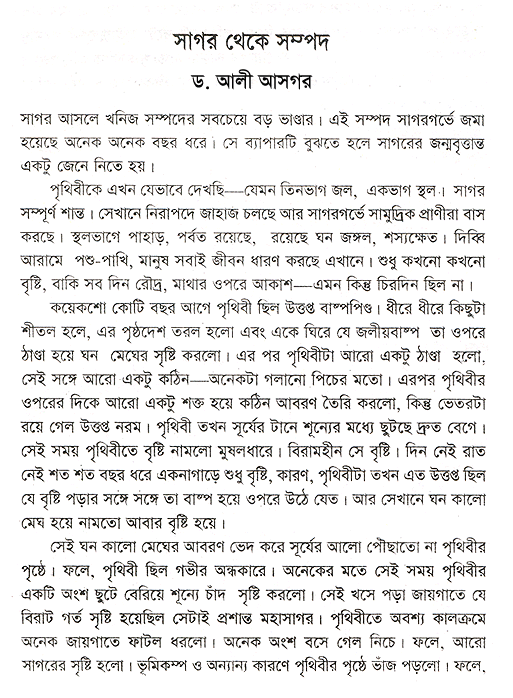 সাগর থেকে সম্পদ
ড. আলী আসগর
সাগর আসলে খনিজ সম্পদের সবচেয়ে বড় ভাণ্ডার। এই সম্পদ সাগরগর্ভে জমা
হয়েছে অনেক অনেক বছর ধরে। সে ব্যাপারটি বুঝতে হলে সাগরের জন্মবৃত্তান্ত
একটু জেনে নিতে হয়।
পৃথিবীকে এখন যেভাবে দেখছি—যেমন তিনভাগ জল, একভাগ স্থল। সাগর
সম্পূর্ণ শান্ত। সেখানে নিরাপদে জাহাজ চলছে আর সাগরগর্ভে সামুদ্রিক প্রাণীরা বাস
করছে। স্থলভাগে পাহাড়, পর্বত রয়েছে, রয়েছে ঘন জঙ্গল, শস্যক্ষেত। দিব্বি
আরামে পশু-পাখি, মানুষ সবাই জীবন ধারণ করছে এখানে। শুধু কখনো কখনো
বৃষ্টি, বাকি সব দিন রৌদ্র, মাথার ওপরে আকাশ—এমন কিন্তু চিরদিন ছিল না।
কয়েকশো কোটি বছর আগে পৃথিবী ছিল উত্তপ্ত বাষ্পপিণ্ড। ধীরে ধীরে কিছুটা
শীতল হলে, এর পৃষ্ঠদেশ তরল হলো এবং একে ঘিরে যে জলীয়বাষ্প তা ওপরে
ঠাণ্ডা হয়ে ঘন মেঘের সৃষ্টি করলো। এর পর পৃথিবীটা আরো একটু ঠাণ্ডা হলো,
সেই সঙ্গে আরো একটু কঠিন—অনেকটা গলানো পিচের মতো। এরপর পৃথিবীর
ওপরের দিকে আরো একটু শক্ত হয়ে কঠিন আবরণ তৈরি করলো, কিন্তু ভেতরটা
রয়ে গেল উত্তপ্ত নরম। পৃথিবী তখন সূর্যের টানে শূন্যের মধ্যে ছুটছে দ্রুত বেগে।
সেই সময় পৃথিবীতে বৃষ্টি নামলো মুষলধারে। বিরামহীন সে বৃষ্টি। দিন নেই রাত
নেই শত শত বছর ধরে একনাগাড়ে শুধু বৃষ্টি, কারণ, পৃথিবীটা তখন এত উত্তপ্ত ছিল
যে বৃষ্টি পড়ার সঙ্গে সঙ্গে তা বাষ্প হয়ে ওপরে উঠে যেত। আর সেখানে ঘন কালো
মেঘ হয়ে নামতো আবার বৃষ্টি হয়ে।
সেই ঘন কালো মেঘের আবরণ ভেদ করে সূর্যের আলো পৌছাতো না পৃথিবীর
পৃষ্ঠে। ফলে, পৃথিবী ছিল গভীর অন্ধকারে। অনেকের মতে সেই সময় পৃথিবীর
একটি অংশ ছুটে বেরিয়ে শূন্যে চাঁদ সৃষ্টি করলো। সেই খসে পড়া জায়গাতে যে
বিরাট গর্ত সৃষ্টি হয়েছিল সেটাই প্রশান্ত মহাসাগর। পৃথিবীতে অবশ্য কালক্রমে
অনেক জায়গাতে ফাটল ধরলো। অনেক অংশ বসে গেল নিচে। ফলে, আরো
সাগরের সৃষ্টি হলো। ভূমিকম্প ও অন্যান্য কারণে পৃথিবীর পৃষ্ঠে ভাঁজ পড়লো। ফলে,